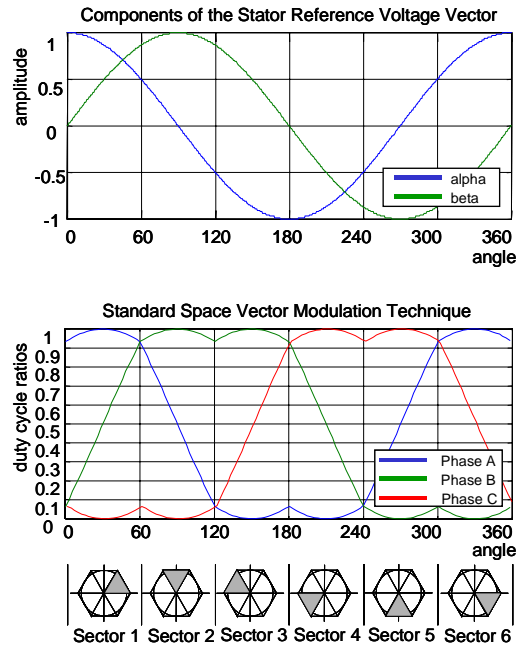 Components of the Stator Reference Voltage Vector
amplitude
1
0.5
0
-0.5
-1
alpha
beta
0 60 120 180 240 300 360
angle
Standard Space Vector Modulation Technique
duty cycle ratios
1
0.9
0.8
0.7
0.6
0.5
0.4
0.3
0.2
0.1
0
Phase A
Phase B
Phase C
0 60 120 180 240 300 360
angle
Sector 1 Sector 2 Sector 3 Sector 4 Sector 5 Sector 6